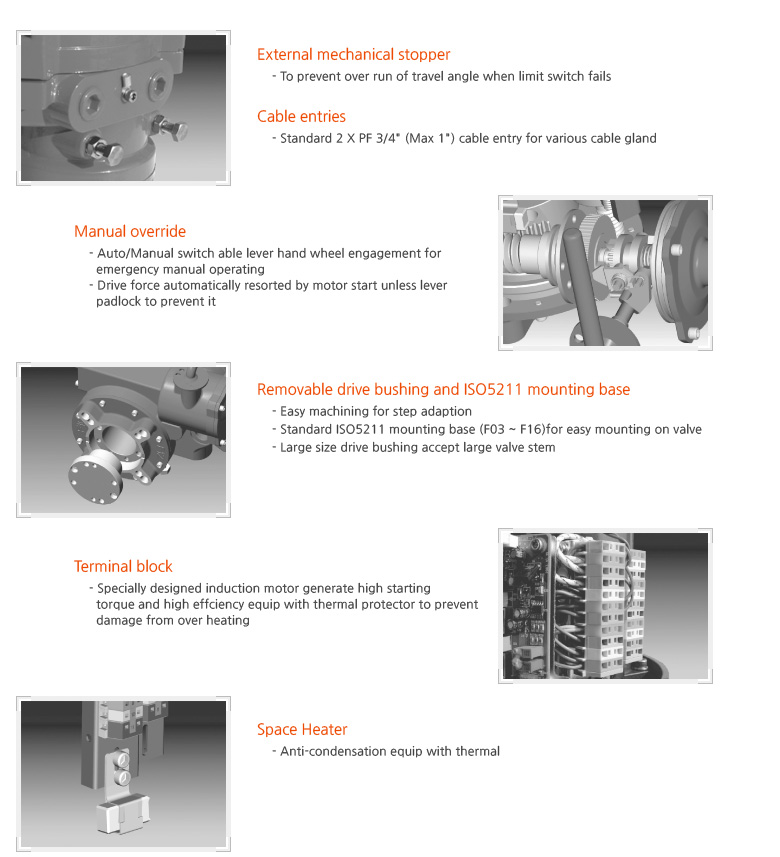 External mechanical stopper
- To prevent over run of travel angle when limit switch fails
Cable entries
- Standard 2 X PF 3/4" (Max 1") cable entry for various cable gland
Manual override
- Auto/Manual switch able lever hand wheel engagement for
emergency manual operating
- Drive force automatically resorted by motor start unless lever
padlock to prevent it
Removable drive bushing and ISO5211 mounting base
- Easy machining for step adaption
- Standard ISO5211 mounting base (F03 ~ F16)for easy mounting on valve
- Large size drive bushing accept large valve stem
Terminal block
- Specially designed induction motor generate high starting
torque and high effciency equip with thermal protector to prevent
damage from over heating
Space Heater
- Anti-condensation equip with thermal